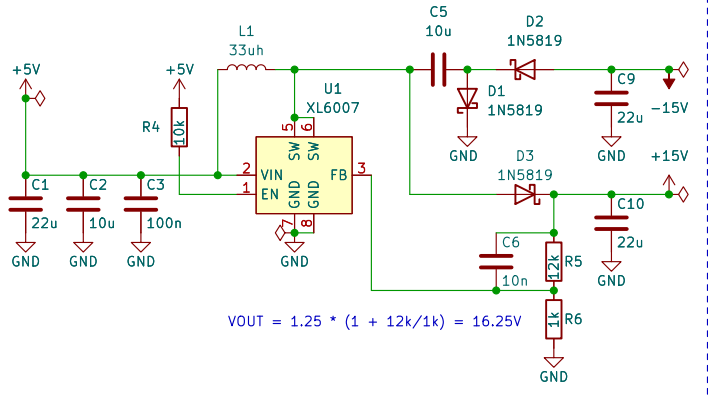 C5
10u
D2
1N5819
L1
33uh
+5V
+5V
U1
XL6007
D1
1N5819
C9
22u
-15V
R4
10k
5
6
SW
SW
GND
GND
D3
1N5819
+15V
2
VIN
FB
3
1
EN
GND
GND
7
8
C1
22u
C2
10u
C3
100n
GND
GND
GND
GND
C6
10n
12k
R5
C10
22u
GND
VOUT = 1.25 * (1 + 12k/1k) = 16.25V
1k
R6
GND